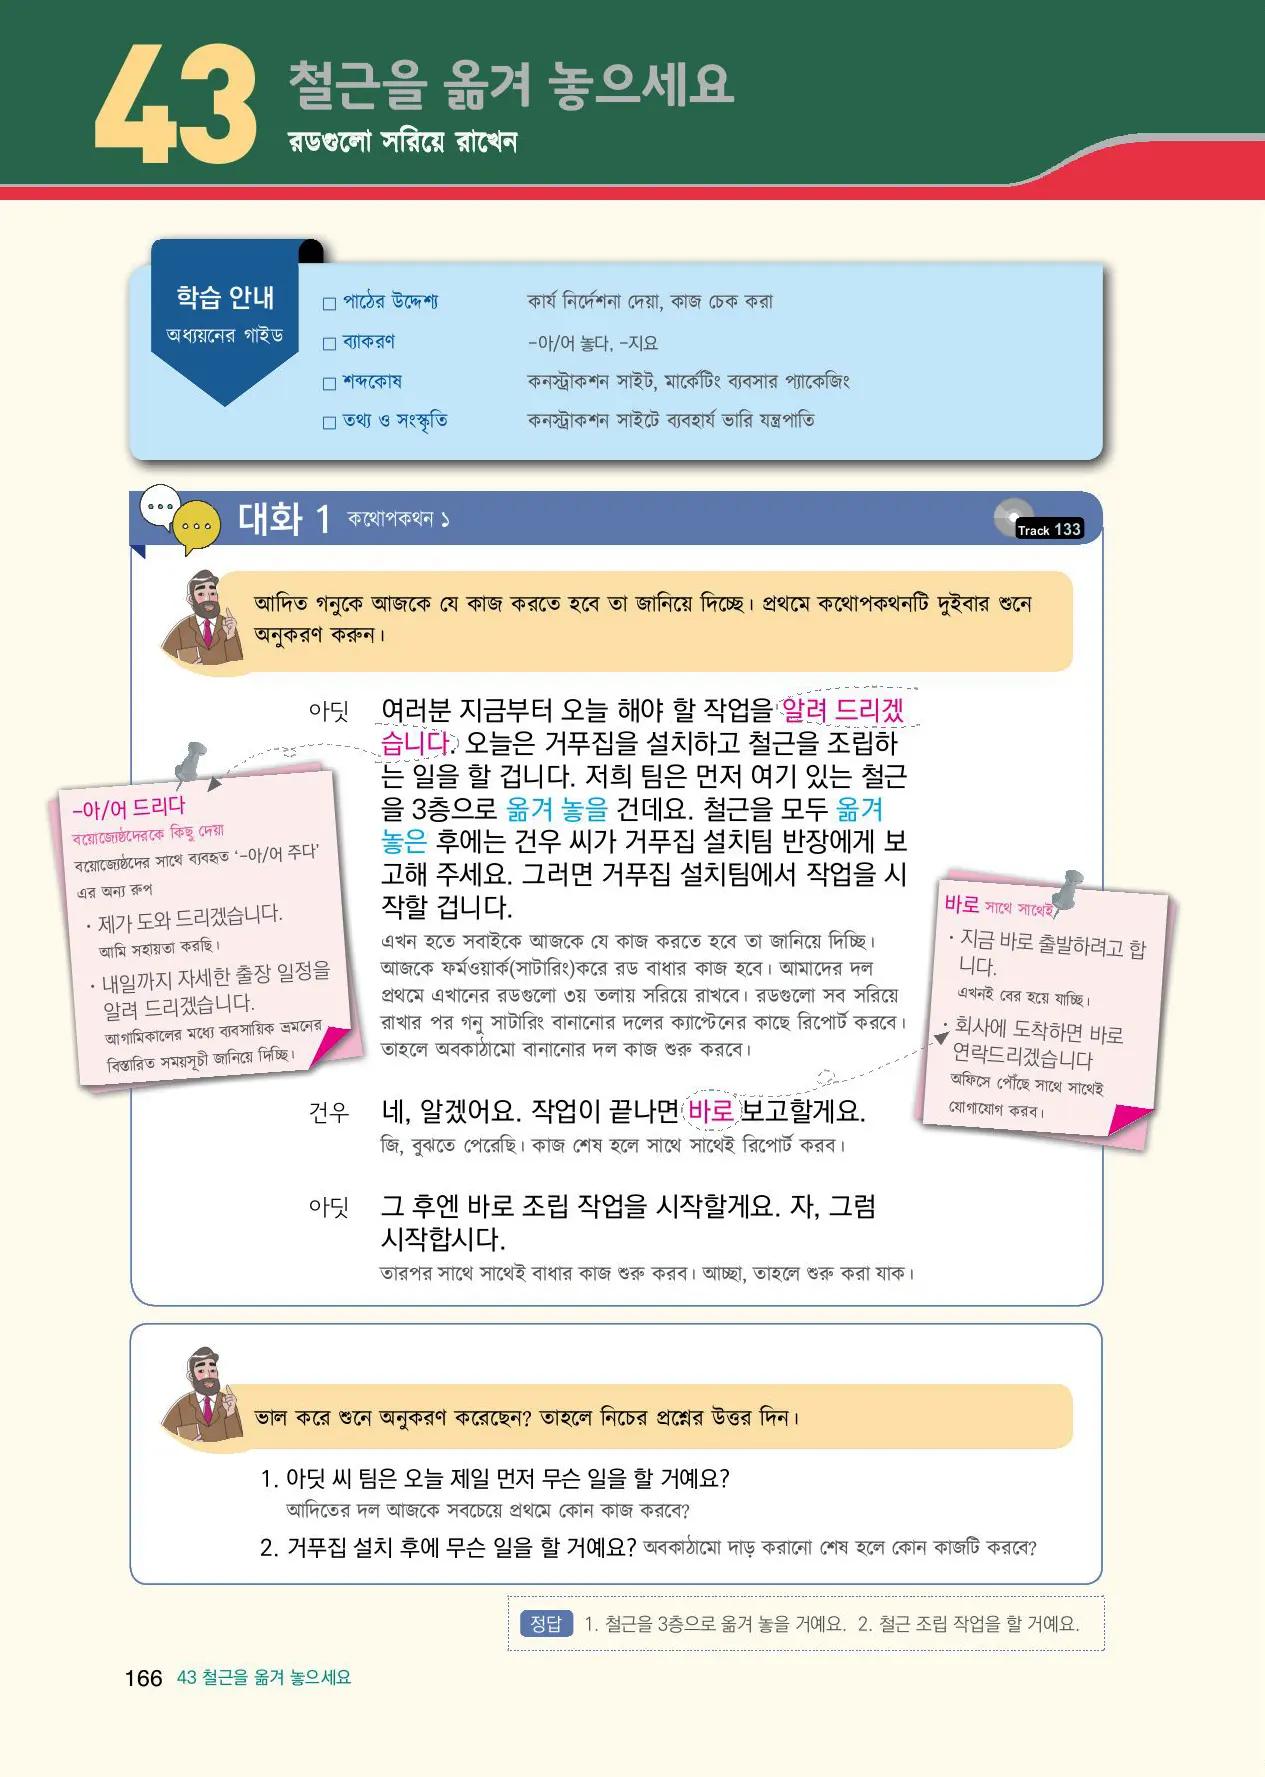 43
철근을 옮겨 놓으세요
রডগুলো সরিয়ে রাখেন
학습 안내
অধ্যয়নের গাইড
□ পাঠের উদ্দেশ্য কার্য নির্দেশনা দেয়া, কাজ চেক করা
□ ব্যাকরণ -아/어 놓다, -지요
□ শব্দকোষ কনস্ট্রাকশন সাইট, মার্কেটিং ব্যবসার প্যাকেজিং
□ তথ্য ও সংস্কৃতি কনস্ট্রাকশন সাইটে ব্যবহার্য ভারি যন্ত্রপাতি
대화 1 কথোপকথন ১
Track 133
আদিত গনুকে আজকে যে কাজ করতে হবে তা জানিয়ে দিচ্ছে। প্রথমে কথোপকথনটি দুইবার শুনে
অনুকরণ করুন।
아딧 여러분 지금부터 오늘 해야 할 작업을 알려 드리겠
습니다. 오늘은 거푸집을 설치하고 철근을 조립하
는 일을 할 겁니다. 저희 팀은 먼저 여기 있는 철근
을 3층으로 옮겨 놓을 건데요. 철근을 모두 옮겨
놓은 후에는 건우 씨가 거푸집 설치팀 반장에게 보
고해 주세요. 그러면 거푸집 설치팀에서 작업을 시
작할 겁니다.
এখন হতে সবাইকে আজকে যে কাজ করতে হবে তা জানিয়ে দিচ্ছি।
আজকে ফর্মওয়ার্ক(সাটারিং)করে রড বাধার কাজ হবে। আমাদের দল
প্রথমে এখানের রডগুলো ৩য় তলায় সরিয়ে রাখবে। রডগুলো সব সরিয়ে
রাখার পর গনু সাটারিং বানানোর দলের ক্যাপ্টেনের কাছে রিপোর্ট করবে।
তাহলে অবকাঠামো বানানোর দল কাজ শুরু করবে।
-아/어 드리다
বয়োজ্যেষ্ঠদেরকে কিছু দেয়া
বয়োজ্যেষ্ঠদের সাথে ব্যবহৃত ‘-아/어 주다’
এর অন্য রুপ
· 제가 도와 드리겠습니다.
আমি সহায়তা করছি।
· 내일까지 자세한 출장 일정을
알려 드리겠습니다.
আগামিকালের মধ্যে ব্যবসায়িক ভ্রমনের
বিস্তারিত সময়সূচী জানিয়ে দিচ্ছি।
바로 সাথে সাথেই
· 지금 바로 출발하려고 합
니다.
এখনই বের হয়ে যাচ্ছি।
· 회사에 도착하면 바로
연락드리겠습니다
অফিসে পৌঁছে সাথে সাথেই
যোগাযোগ করব।
건우 네, 알겠어요. 작업이 끝나면 바로 보고할게요.
জি, বুঝতে পেরেছি। কাজ শেষ হলে সাথে সাথেই রিপোর্ট করব।
아딧 그 후엔 바로 조립 작업을 시작할게요. 자, 그럼
시작합시다.
তারপর সাথে সাথেই বাধার কাজ শুরু করব। আচ্ছা, তাহলে শুরু করা যাক।
ভাল করে শুনে অনুকরণ করেছেন? তাহলে নিচের প্রশ্নের উত্তর দিন।
1. 아딧 씨 팀은 오늘 제일 먼저 무슨 일을 할 거예요?
আদিতের দল আজকে সবচেয়ে প্রথমে কোন কাজ করবে?
2. 거푸집 설치 후에 무슨 일을 할 거예요? অবকাঠামো দাড় করানো শেষ হলে কোন কাজটি করবে?
정답 1. 철근을 3층으로 옮겨 놓을 거예요. 2. 철근 조립 작업을 할 거예요.
166 43 철근을 옮겨 놓으세요